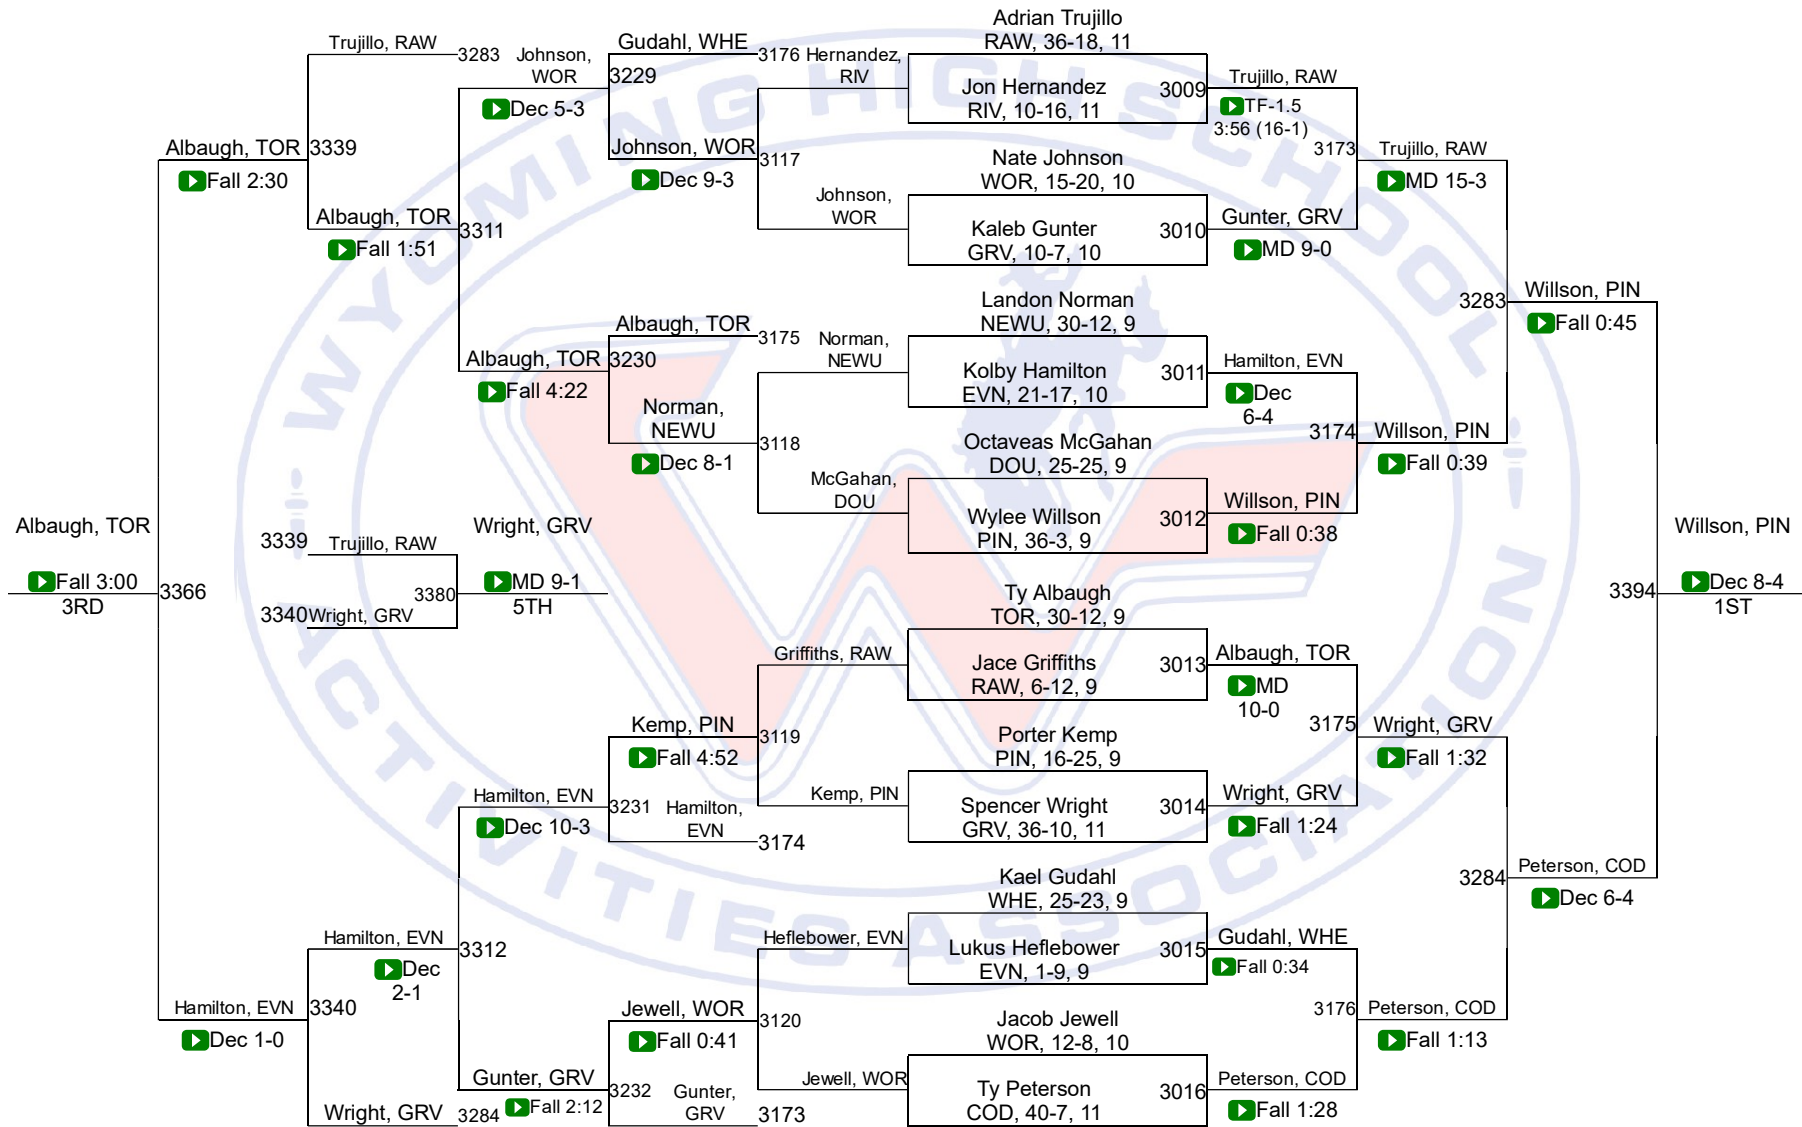 WYOMING HIGH SCHOOL
ACTIVITIES ASSOCIATION
Albaugh, TOR
Fall 3:00
3RD
3366
Albaugh, TOR
Fall 2:30
3339
Trujillo, RAW
3283
Albaugh, TOR
Fall 1:51
3311
Johnson,
WOR
Dec 5-3
3229
Gudahl, WHE
3176
Johnson, WOR
Dec 9-3
3117
Hernandez,
RIV
Johnson,
WOR
Albaugh, TOR
Fall 4:22
3230
Albaugh, TOR
3175
Norman,
NEWU
Dec 8-1
3118
Norman,
NEWU
McGahan,
DOU
3339
Trujillo, RAW
3340
Wright, GRV
3380
Wright, GRV
MD 9-1
5TH
Griffiths, RAW
Kemp, PIN
Fall 4:52
3119
Kemp, PIN
Hamilton, EVN
Dec 10-3
3231
Hamilton,
EVN
3174
Hamilton, EVN
Dec
2-1
3312
Hamilton, EVN
Dec 1-0
3340
Wright, GRV
3284
Heflebower, EVN
Jewell, WOR
Fall 0:41
3120
Jewell, WOR
Gunter, GRV
Fall 2:12
3232
Gunter,
GRV
3173
Adrian Trujillo
RAW, 36-18, 11
Jon Hernandez
RIV, 10-16, 11
3009
Trujillo, RAW
TF-1.5
3:56 (16-1)
Nate Johnson
WOR, 15-20, 10
Kaleb Gunter
GRV, 10-7, 10
3010
Gunter, GRV
MD 9-0
3173
Trujillo, RAW
MD 15-3
Landon Norman
NEWU, 30-12, 9
Kolby Hamilton
EVN, 21-17, 10
3011
Hamilton, EVN
Dec
6-4
Octaveas McGahan
DOU, 25-25, 9
Wylee Willson
PIN, 36-3, 9
3012
Willson, PIN
Fall 0:38
3174
Willson, PIN
Fall 0:39
3283
Willson, PIN
Fall 0:45
Ty Albaugh
TOR, 30-12, 9
Jace Griffiths
RAW, 6-12, 9
3013
Albaugh, TOR
MD
10-0
Porter Kemp
PIN, 16-25, 9
Spencer Wright
GRV, 36-10, 11
3014
Wright, GRV
Fall 1:24
3175
Wright, GRV
Fall 1:32
Kael Gudahl
WHE, 25-23, 9
Lukus Heflebower
EVN, 1-9, 9
3015
Gudahl, WHE
Fall 0:34
Jacob Jewell
WOR, 12-8, 10
Ty Peterson
COD, 40-7, 11
3016
Peterson, COD
Fall 1:28
3176
Peterson, COD
Fall 1:13
3284
Peterson, COD
Dec 6-4
3394
Willson, PIN
Dec 8-4
1ST